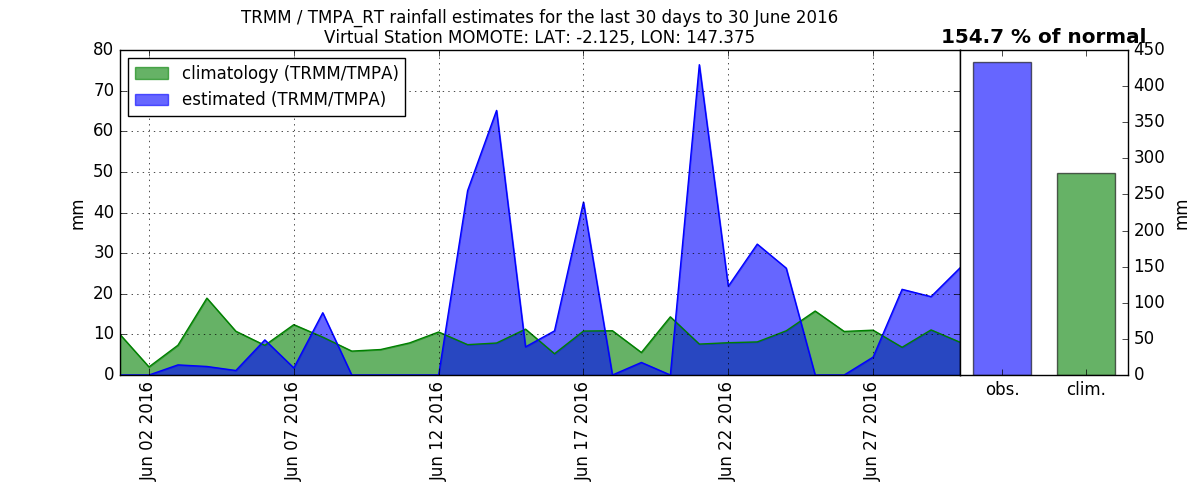 TRMM / TMPA_RT rainfall estimates for the last 30 days to 30 June 2016
Virtual Station MOMOTE: LAT: -2.125, LON: 147.375
154.7 % of normal
climatology (TRMM/TMPA)
estimated (TRMM/TMPA)
mm
80
70
60
50
40
30
20
10
0
Jun 02 2016
Jun 07 2016
Jun 12 2016
Jun 17 2016
Jun 22 2016
Jun 27 2016
obs.
clim.
450
400
350
300
250
200
150
100
50
0
mm